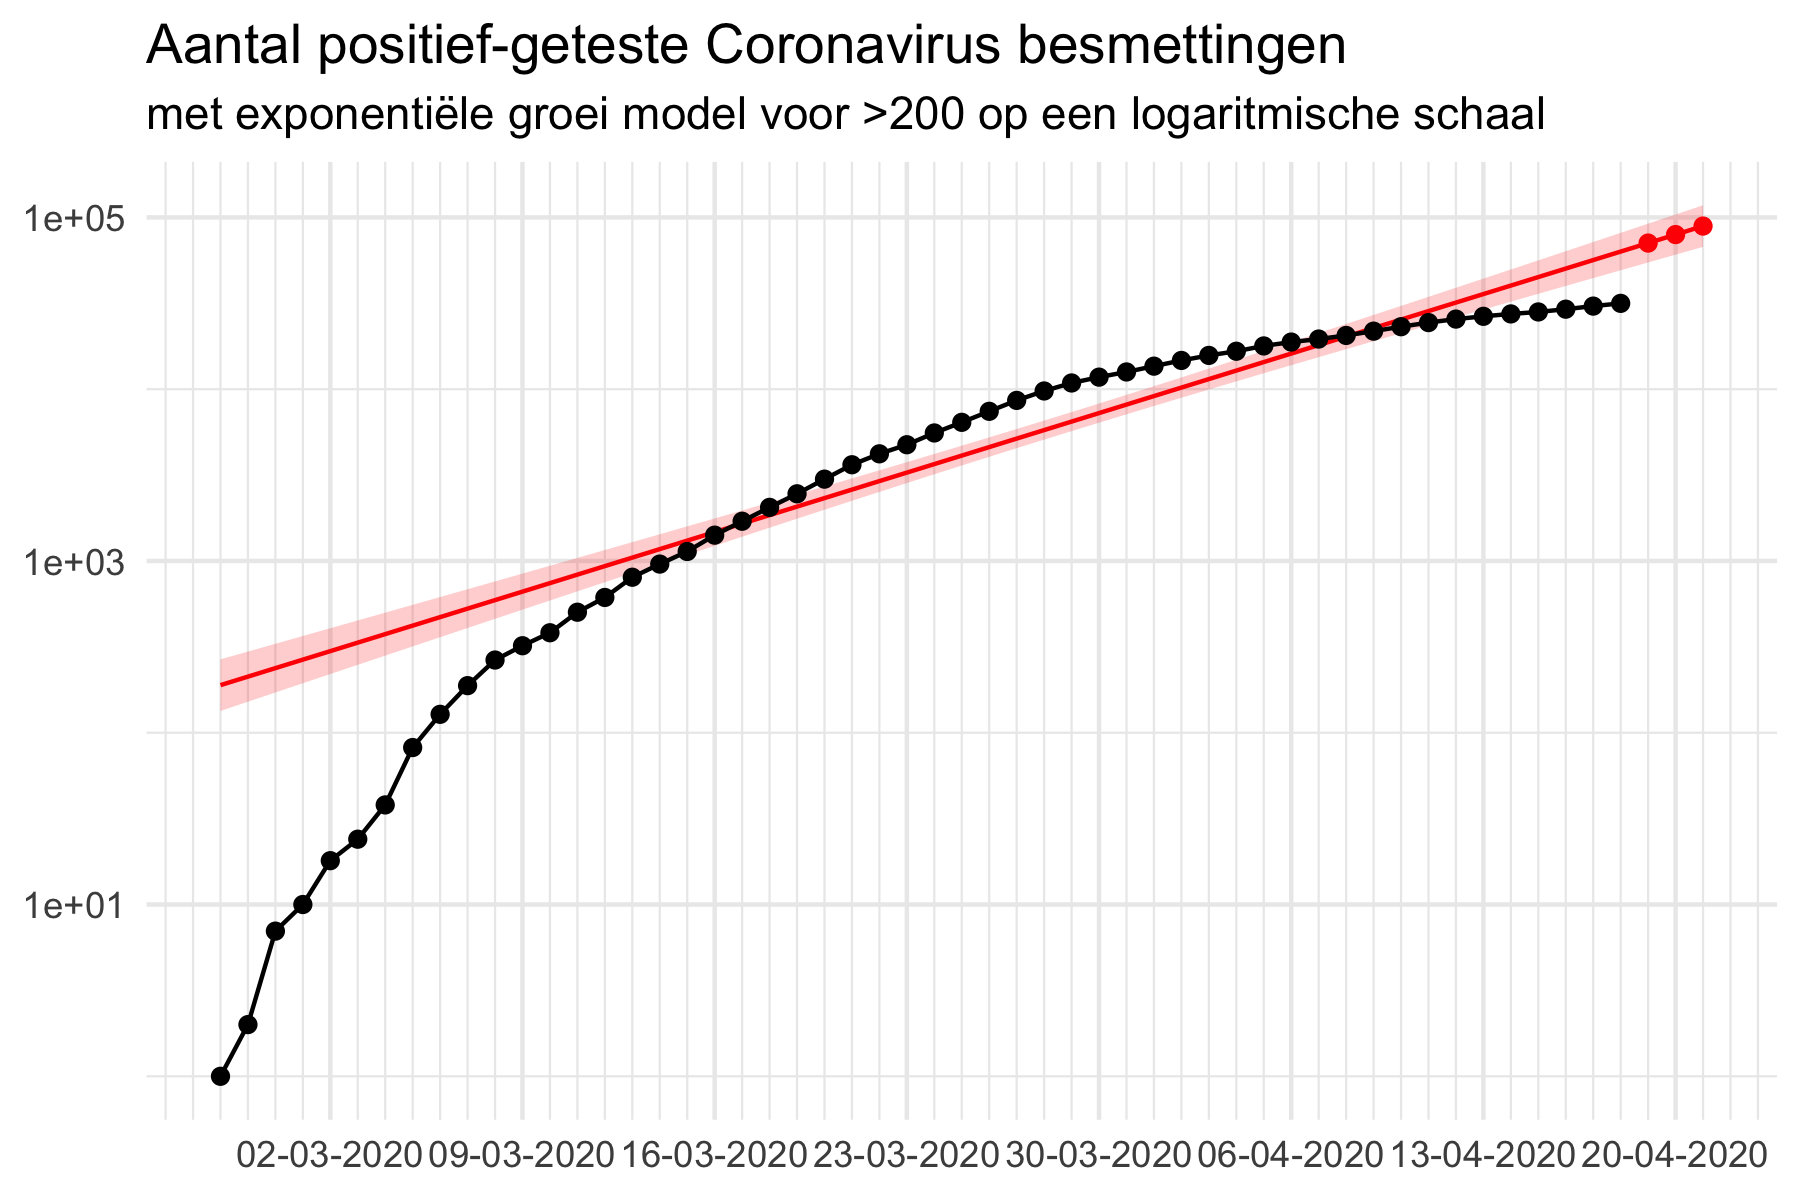 Aantal positief-geteste Coronavirus besmettingen
met exponentiële groei model voor >200 op een logaritmische schaal
1e+05
1e+03
1e+01
02-03-2020 09-03-2020 16-03-2020 23-03-2020 30-03-2020 06-04-2020 13-04-2020 20-04-2020